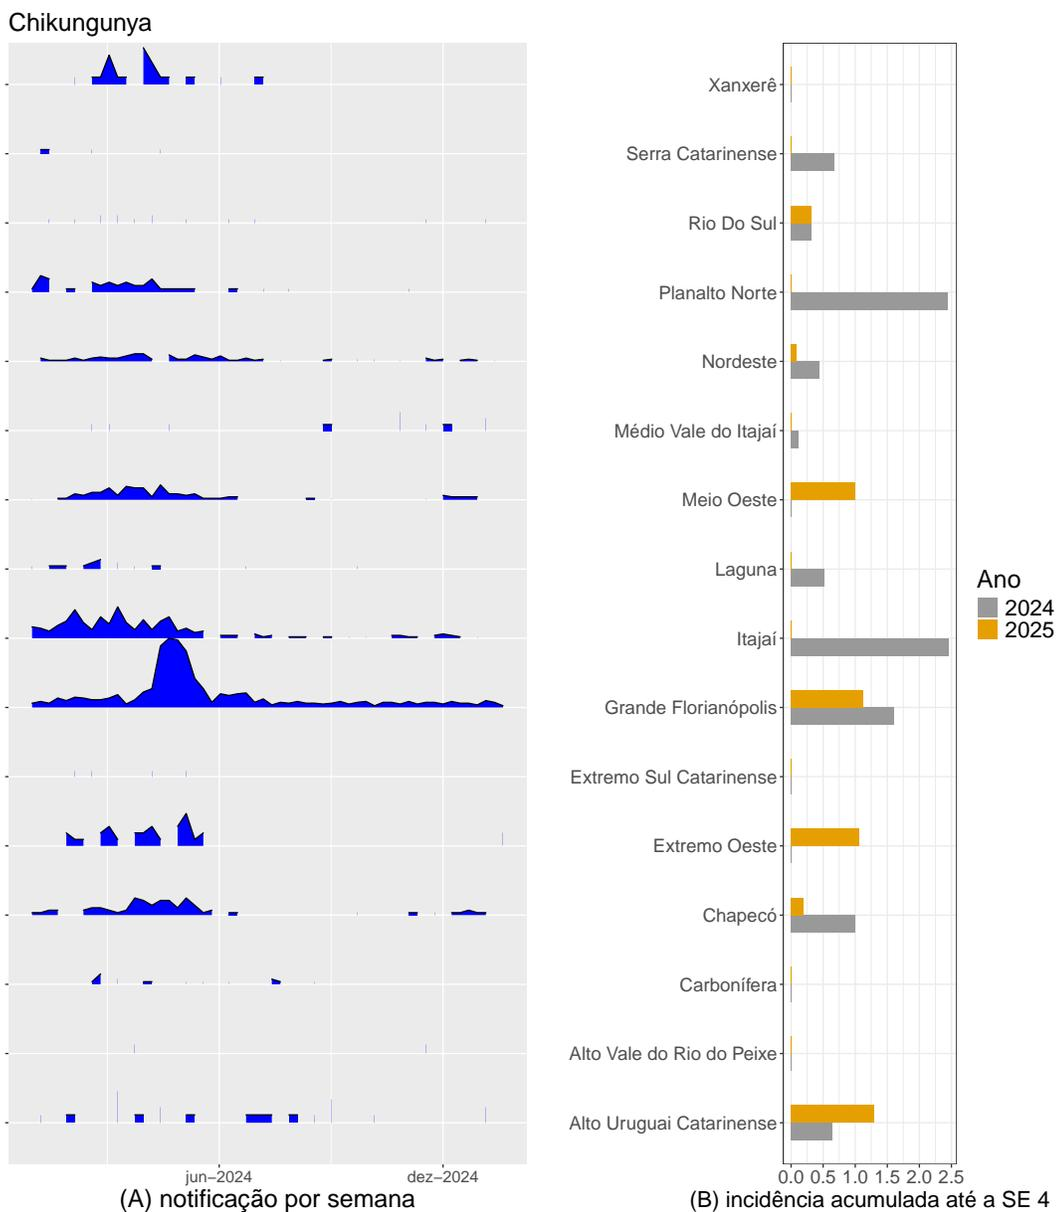 Chikungunya
Xanxerê
Serra Catarinense
Rio Do Sul
Planalto Norte
Nordeste
Médio Vale do Itajaí
Meio Oeste
Laguna
Itajaí
Grande Florianópolis
Extremo Sul Catarinense
Extremo Oeste
Chapecó
Carbonífera
Alto Vale do Rio do Peixe
Alto Uruguai Catarinense
jun−2024 dez−2024
(A) notificação por semana
0.0 0.5 1.0 1.5 2.0 2.5
(B) incidência acumulada até a SE 4
Ano
2024
2025